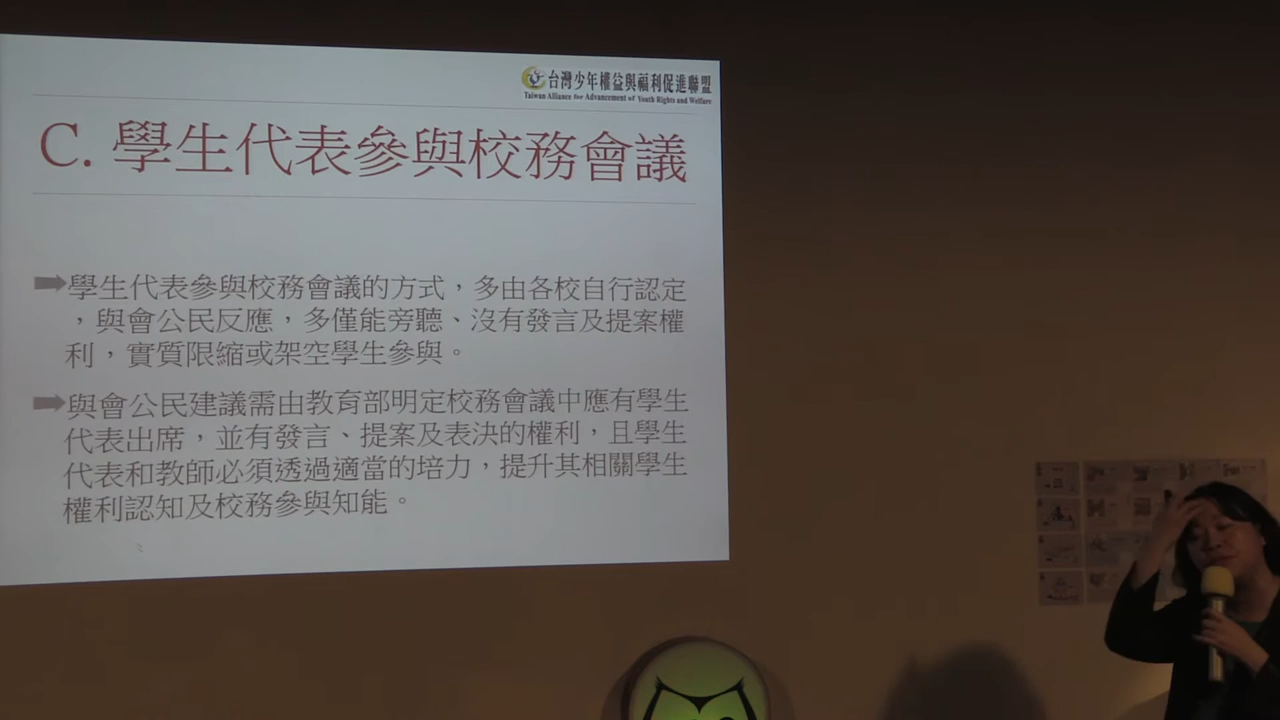 台灣少年權益與福利促進聯盟
Taiwan Alliance for Advancement of Youth Rights and Welfare
C. 學生代表參與校務會議
學生代表參與校務會議的方式，多由各校自行認定
，與會公民反應，多僅能旁聽、沒有發言及提案權
利，實質限縮或架空學生參與。
與會公民建議需由教育部明定校務會議中應有學生
代表出席，並有發言、提案及表決的權利，且學生
代表和教師必須透過適當的培力，提升其相關學生
權利認知及校務參與知能。